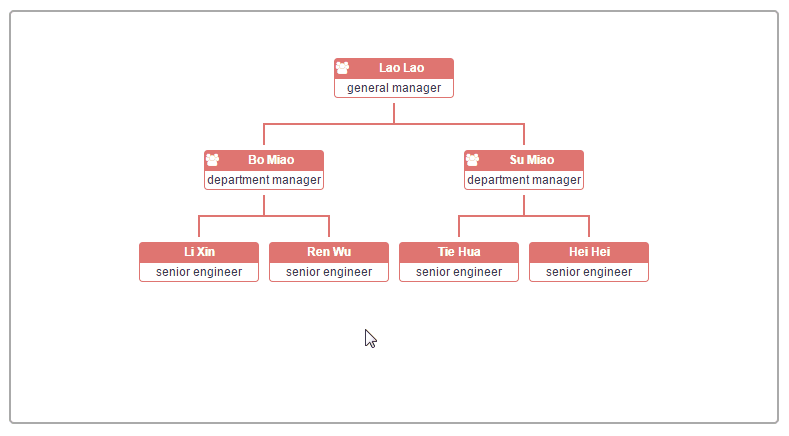 Lao Lao
general manager
Bo Miao
department manager
Su Miao
department manager
Li Xin
senior engineer
Ren Wu
senior engineer
Tie Hua
senior engineer
Hei Hei
senior engineer